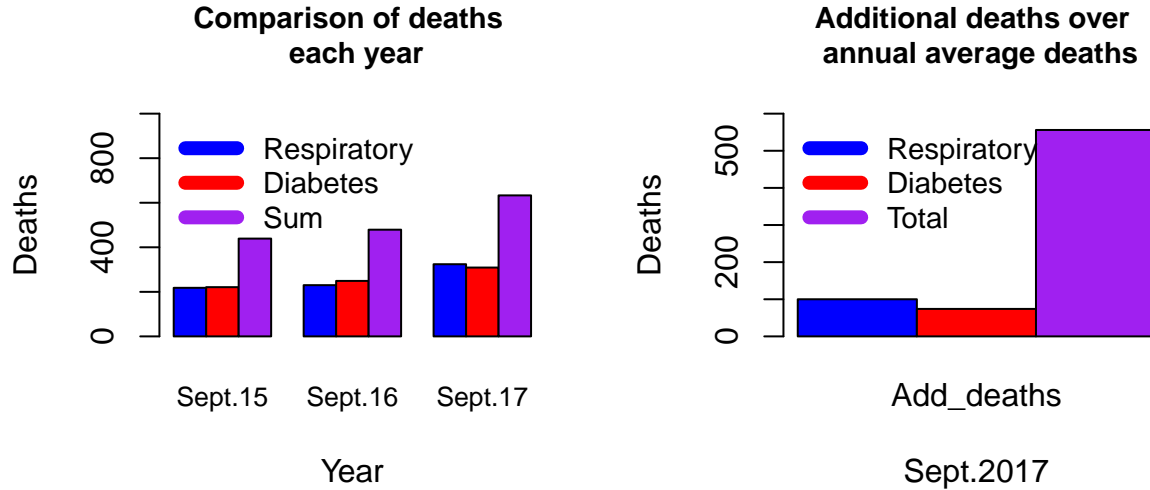 Comparison of deaths
each year
Deaths
0
400
800
Respiratory
Diabetes
Sum
Sept.15 Sept.16 Sept.17
Year
Additional deaths over
annual average deaths
Deaths
0
200
500
Respiratory
Diabetes
Total
Add_deaths
Sept.2017